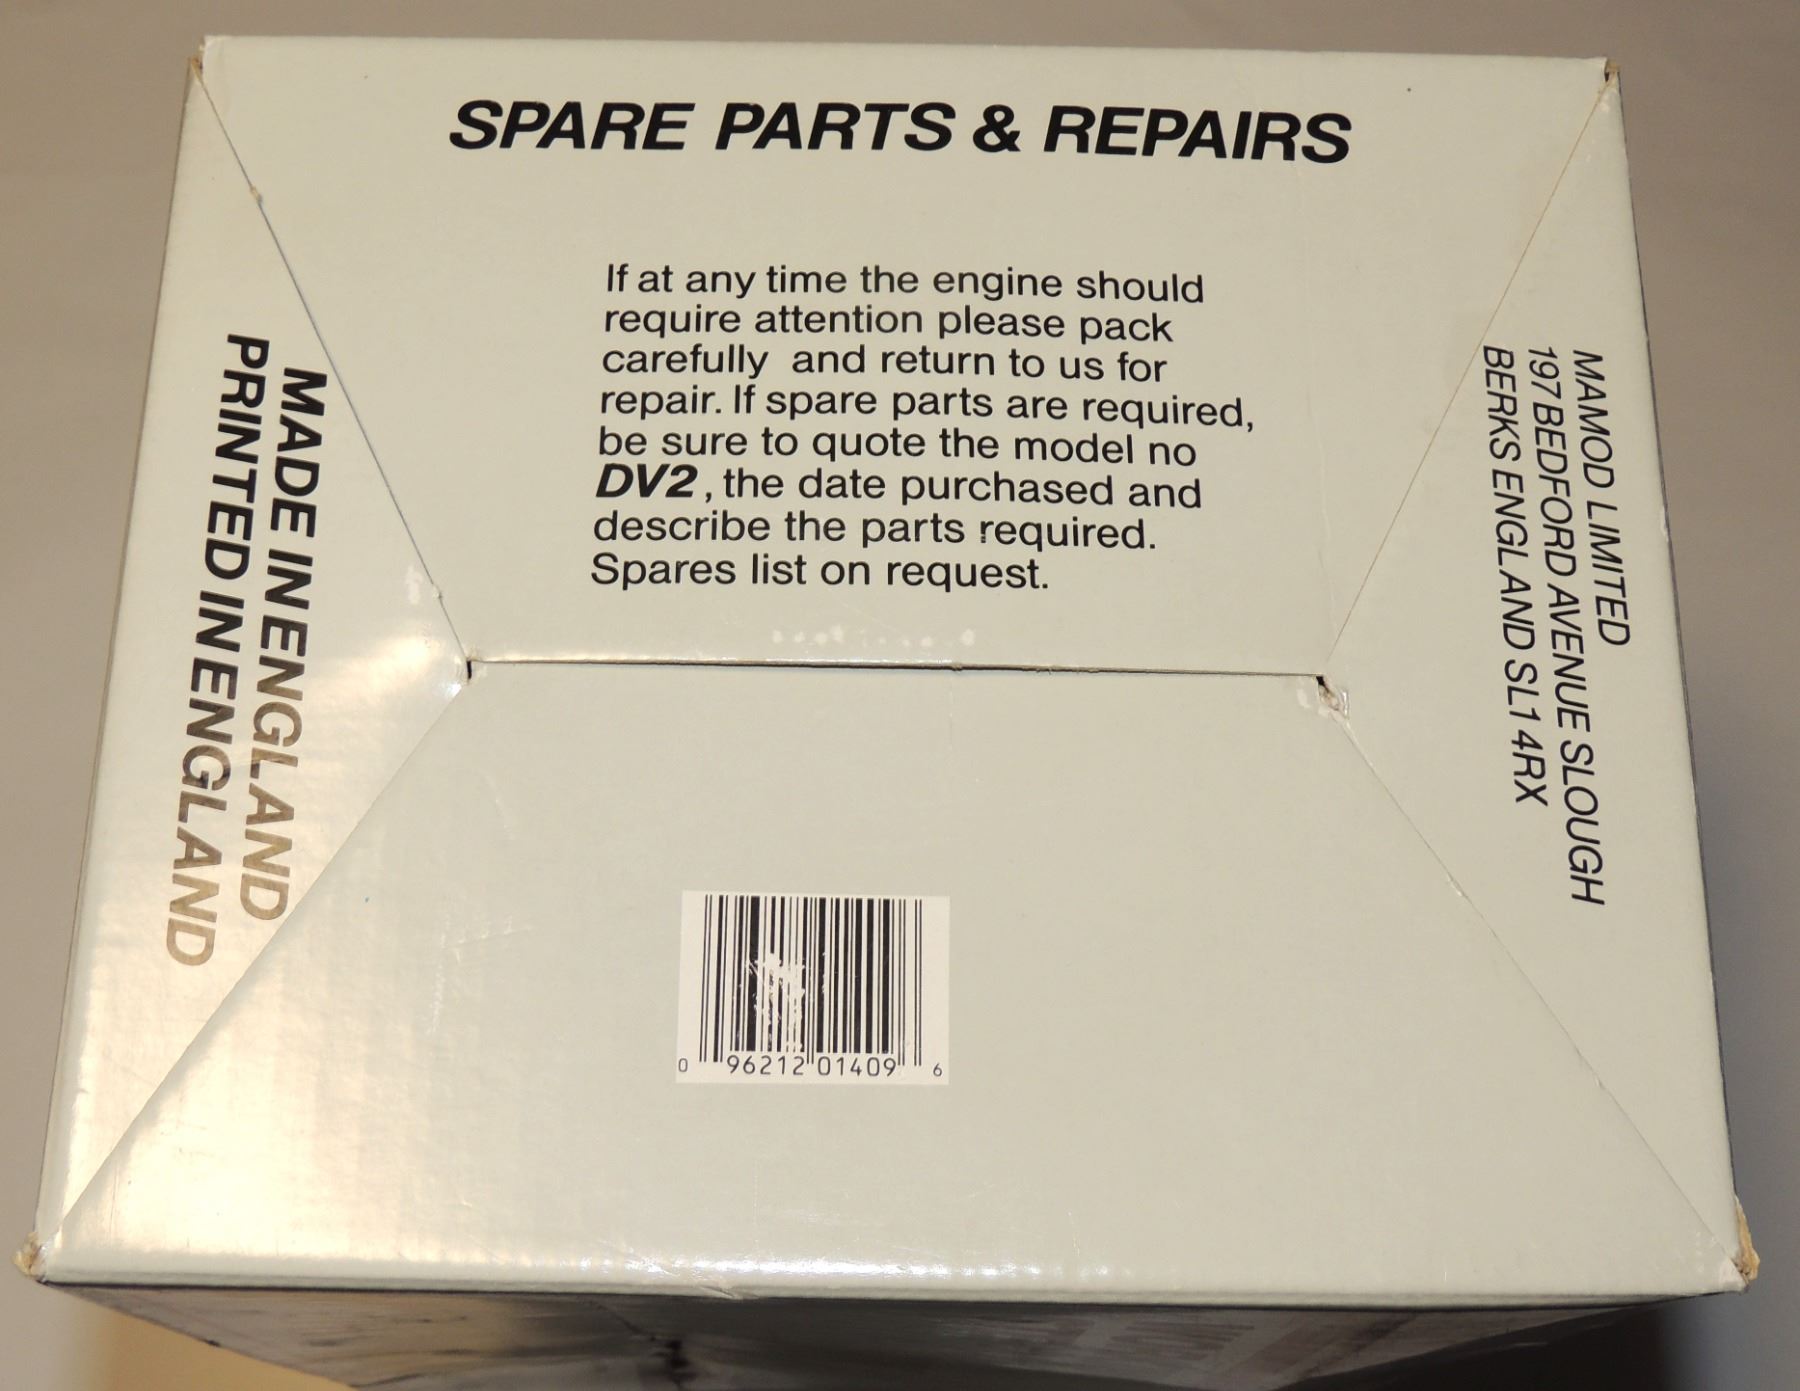 SPARE PARTS & REPAIRS
If at any time the engine should
require attention please pack
carefully and return to us for
repair. If spare parts are required,
be sure to quote the model no
DV2, the date purchased and
describe the parts required.
Spares list on request.
MADE IN ENGLAND
PRINTED IN ENGLAND
MAMOD LIMITED
197 BEDFORD AVENUE SLOUGH
BERKS ENGLAND SL1 4RX
0 96212 01409 6